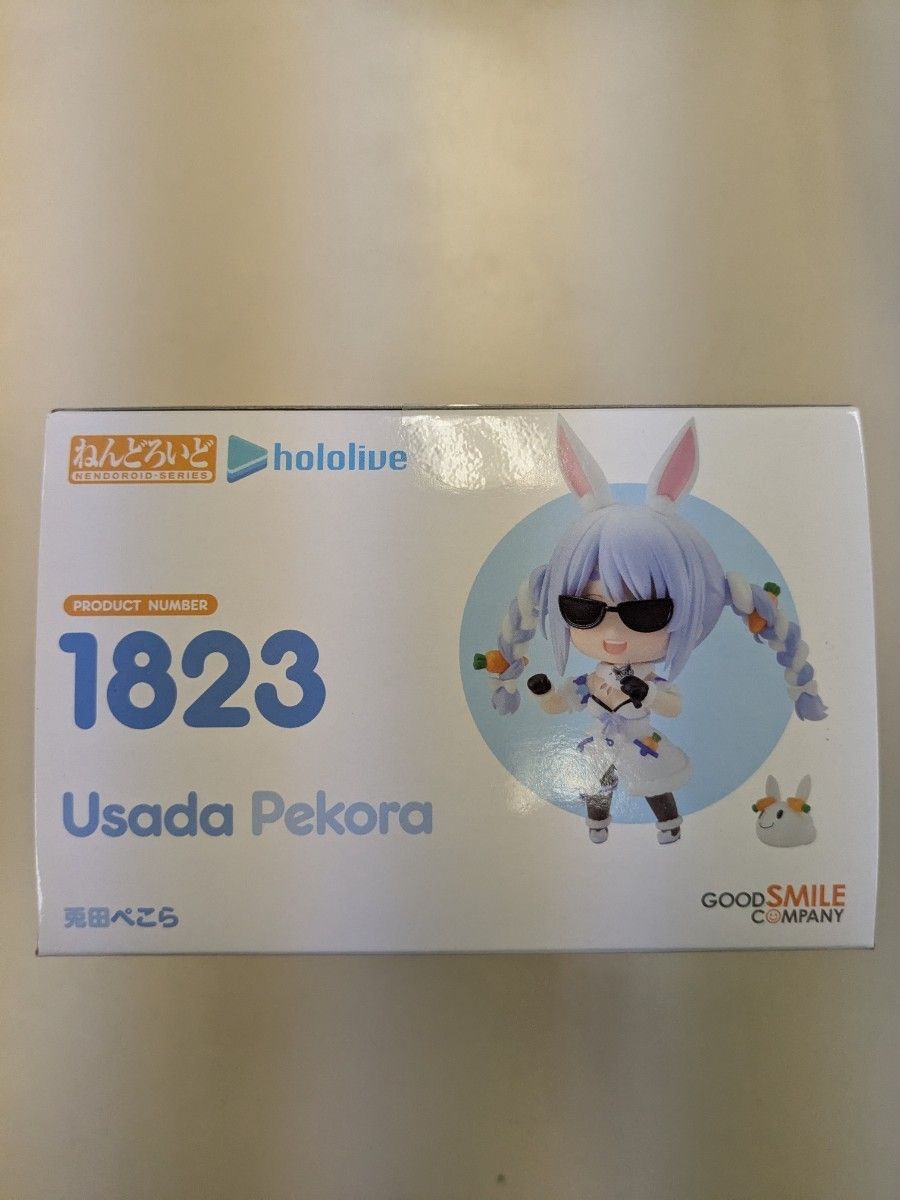 ねんどろいど
NENDOROID-SERIES
hololive
PRODUCT NUMBER
1823
Usada Pekora
兎田ぺこら
GOOD SMILE
COMPANY